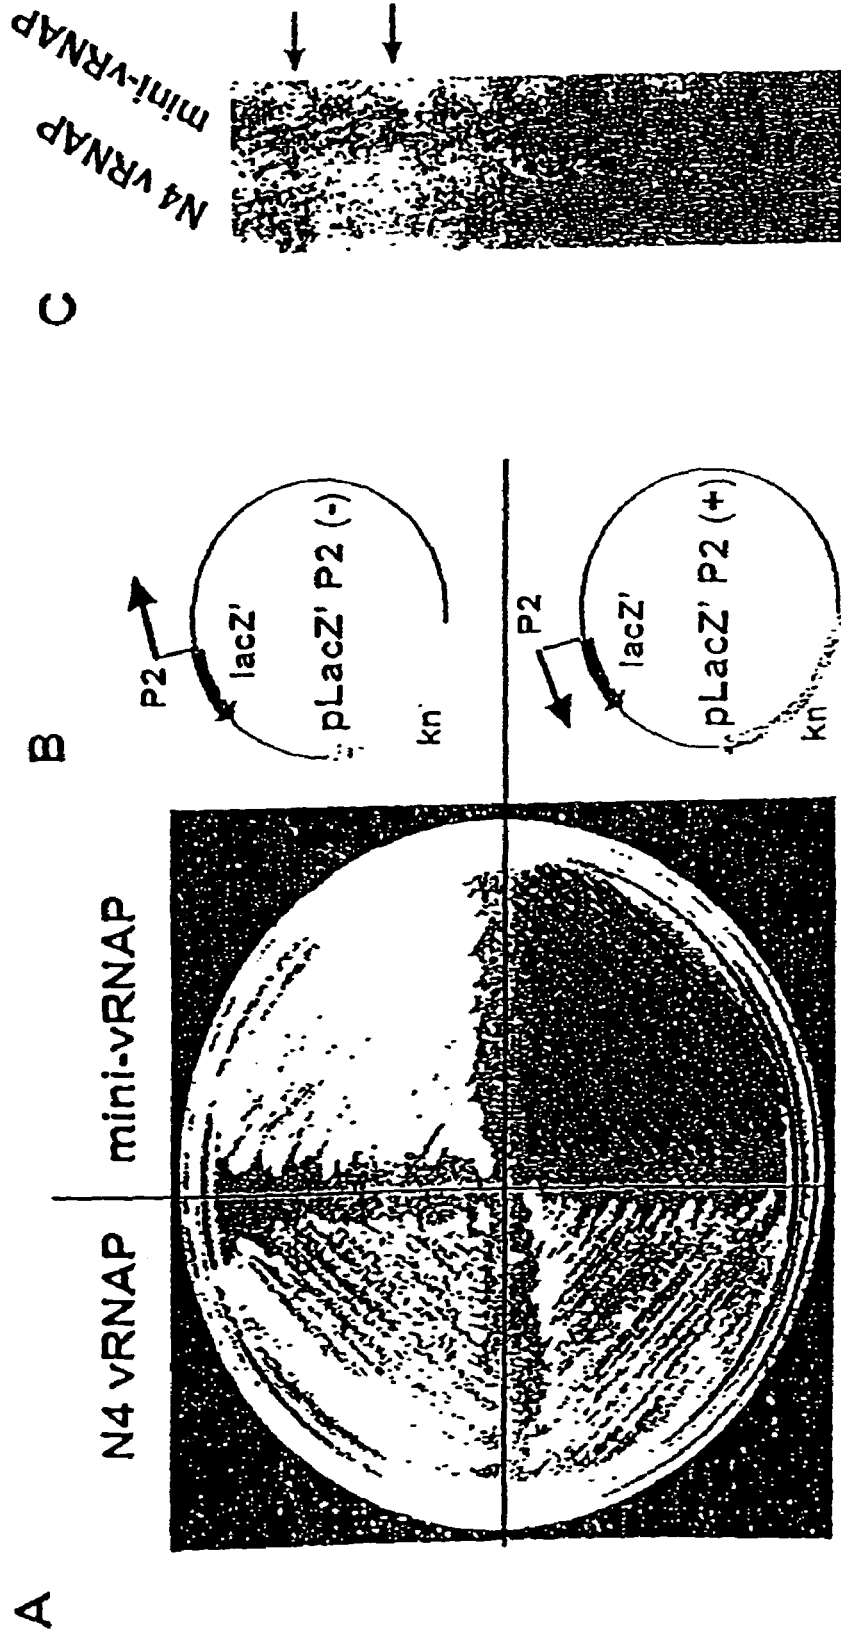 A
N4 vRNAP
mini-vRNAP
B
P2
lacZ'
pLacZ' P2 (-)
kn
P2
lacZ'
pLacZ' P2 (+)
kn
C
N4 vRNAP
mini-vRNAP